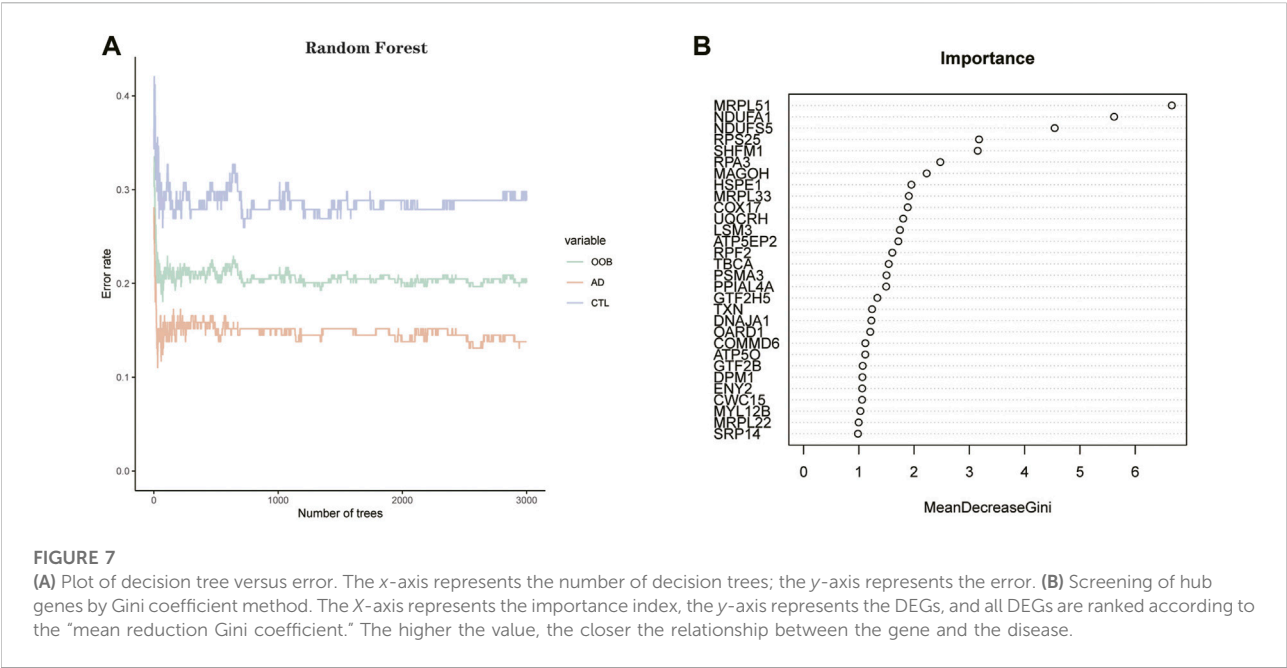 A
Random Forest
0.4
0.3
0.2
0.1
0.0
Error rate
0
1000
2000
3000
Number of trees
variable
OOB
AD
CTL
B
Importance
MRPL51
NDUFA1
NDUFS5
RPS25
SHFM1
RPA3
MAGOH
HSPE1
MRPL33
COX17
UQCRH
LSM3
ATP5EP2
RPF2
TBCA
PSMA3
PPIAL4A
GTF2H5
TXN
DNAJA1
OARD1
COMMD6
ATP5O
GTF2B
DPM1
ENY2
CWC15
MYL12B
MRPL22
SRP14
0 1 2 3 4 5 6
MeanDecreaseGini
FIGURE 7
(A) Plot of decision tree versus error. The x-axis represents the number of decision trees; the y-axis represents the error. (B) Screening of hub
genes by Gini coefficient method. The X-axis represents the importance index, the y-axis represents the DEGs, and all DEGs are ranked according to
the “mean reduction Gini coefficient.” The higher the value, the closer the relationship between the gene and the disease.